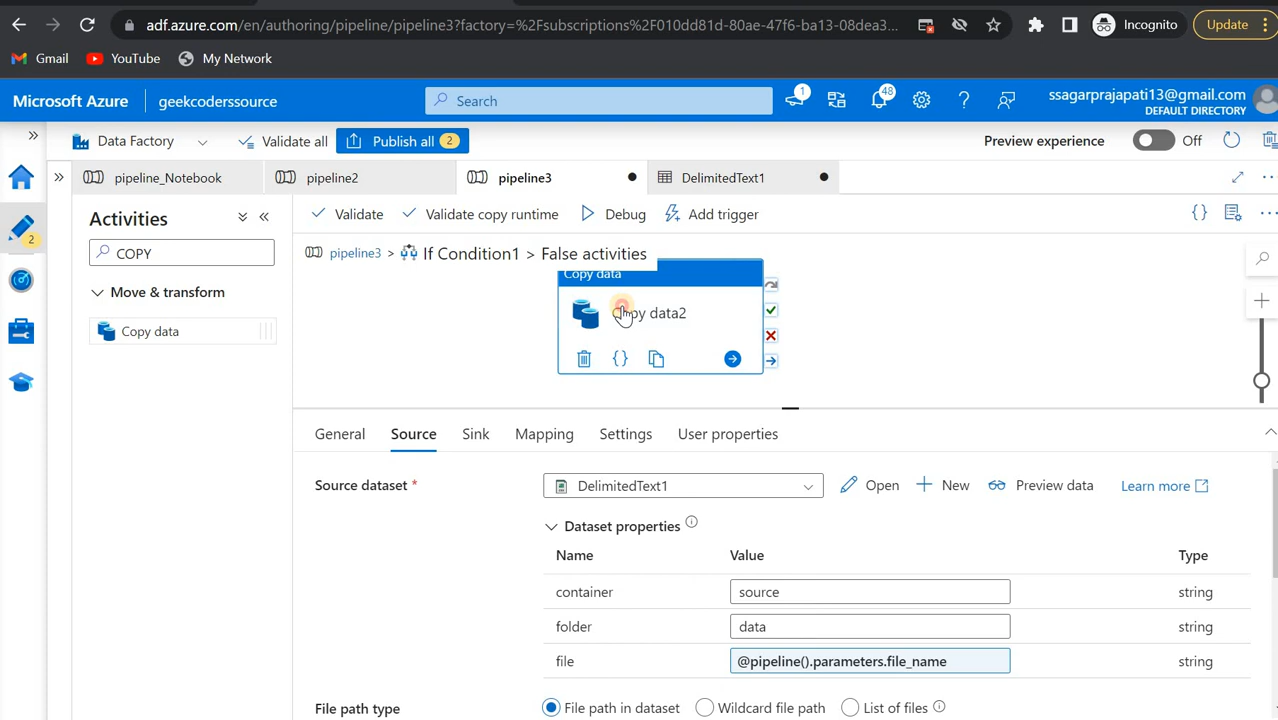 adf.azure.com/en/authoring/pipeline/pipeline3?factory=%2Fsubscriptions%2F010dd81d-80ae-47f6-ba13-08dea3...
Incognito
Update
Gmail
YouTube
My Network
Microsoft Azure
geekcoderssource
Search
1
48
ssagarprajapati13@gmail.com
DEFAULT DIRECTORY
Data Factory
Validate all
Publish all 2
Preview experience
Off
pipeline_Notebook
pipeline2
pipeline3
DelimitedText1
2
Activities
COPY
Move & transform
Copy data
Validate
Validate copy runtime
Debug
Add trigger
pipeline3 > If Condition1 > False activities
Copy data
Copy data2
General
Source
Sink
Mapping
Settings
User properties
Source dataset *
DelimitedText1
Open
New
Preview data
Learn more
Dataset properties
Name Value Type
container source string
folder data string
file @pipeline().parameters.file_name string
File path type
File path in dataset
Wildcard file path
List of files